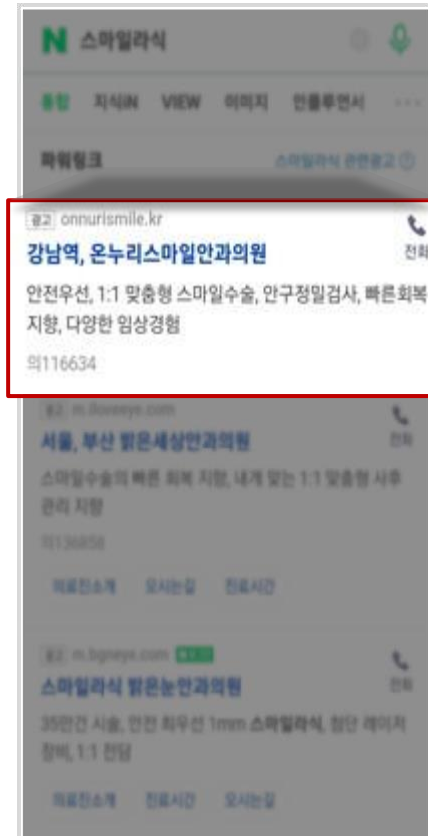 N 스마일라식
통합 지식iN VIEW 이미지 인플루언서 ···
파워링크 스마일라식 관련광고
광고 onnurismile.kr
강남역, 온누리스마일안과의원
전화
안전우선, 1:1 맞춤형 스마일수술, 안구정밀검사, 빠른회복
지향, 다양한 임상경험
의116634
광고 m.iloveeye.com
서울, 부산 밝은세상안과의원
전화
스마일수술의 빠른 회복 지향, 내게 맞는 1:1 맞춤형 사후
관리 지향
의136858
의료진소개 오시는길 진료시간
광고 m.bgneye.com
스마일라식 밝은눈안과의원
전화
35만건 시술, 안전 최우선 1mm 스마일라식, 첨단 레이저
장비, 1:1 전담
의료진소개 진료시간 오시는길